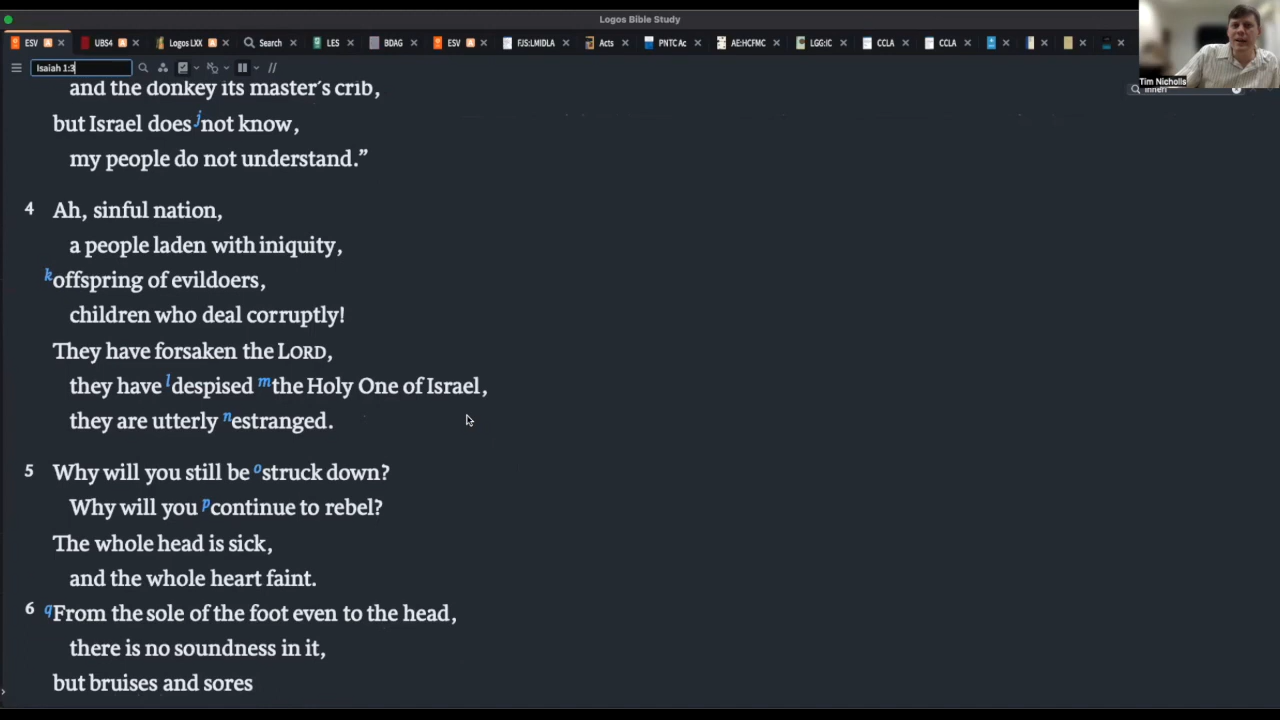 Logos Bible Study
ESV A UBS4 A Logos LXX A Search LES BDAG ESV A FJS:LMIDLA Acts PNTC Ac AE:HCFMC LGG:IC CCLA CCLA
Isaiah 1:3
Tim Nicholls
and the donkey its master's crib,
but Israel does j not know,
my people do not understand.”
4 Ah, sinful nation,
a people laden with iniquity,
k offspring of evildoers,
children who deal corruptly!
They have forsaken the LORD,
they have l despised m the Holy One of Israel,
they are utterly n estranged.
5 Why will you still be o struck down?
Why will you p continue to rebel?
The whole head is sick,
and the whole heart faint.
6 q From the sole of the foot even to the head,
there is no soundness in it,
but bruises and sores